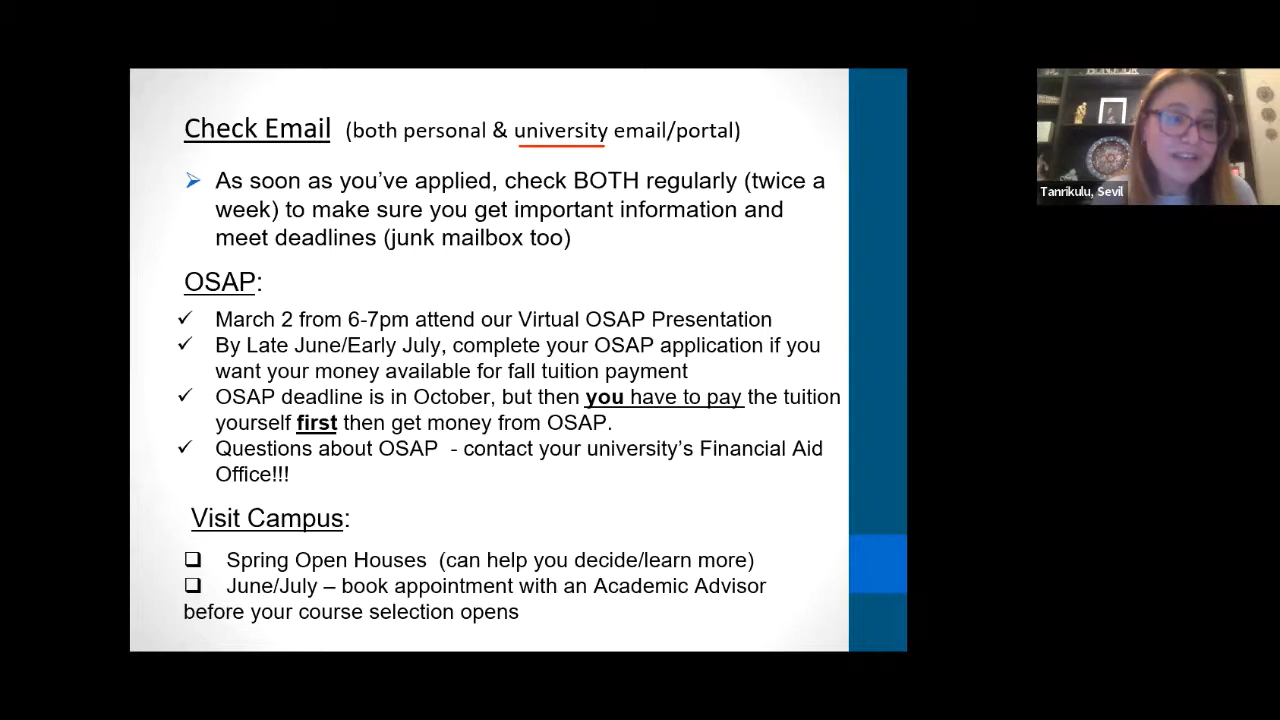 Check Email (both personal & university email/portal)
As soon as you've applied, check BOTH regularly (twice a
week) to make sure you get important information and
meet deadlines (junk mailbox too)
OSAP:
March 2 from 6-7pm attend our Virtual OSAP Presentation
By Late June/Early July, complete your OSAP application if you
want your money available for fall tuition payment
OSAP deadline is in October, but then you have to pay the tuition
yourself first then get money from OSAP.
Questions about OSAP - contact your university's Financial Aid
Office!!!
Visit Campus:
Spring Open Houses (can help you decide/learn more)
June/July – book appointment with an Academic Advisor
before your course selection opens
Tanrikulu, Sevil